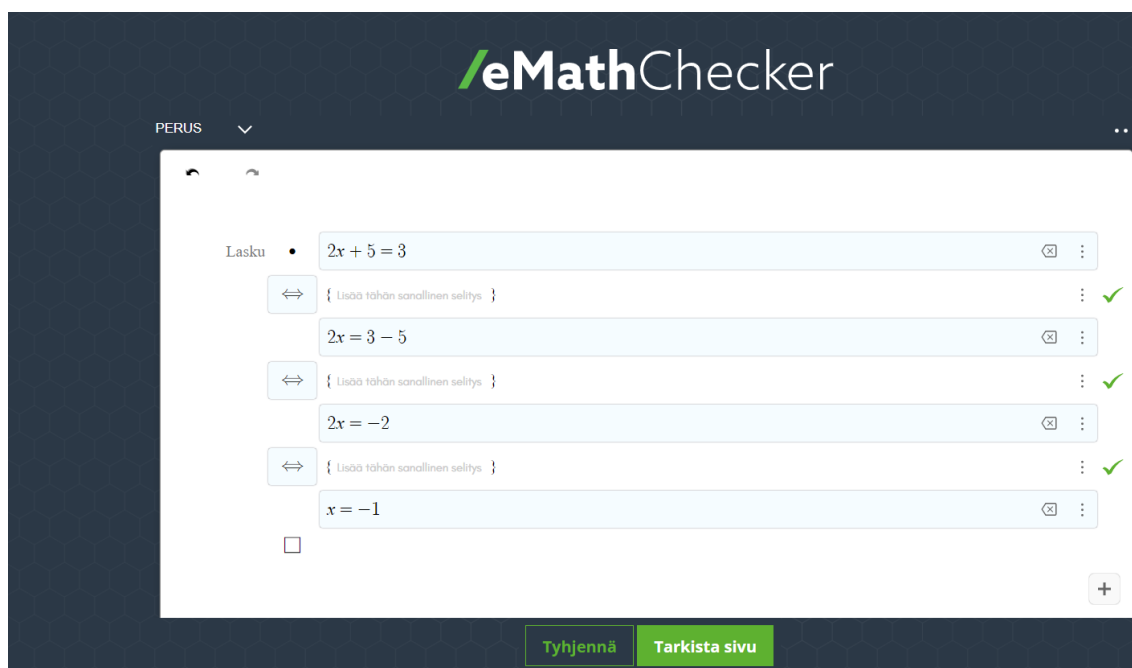 /eMathChecker
PERUS
Lasku • 2x + 5 = 3
⇔ { Lisää tähän sanallinen selitys }
2x = 3 − 5
⇔ { Lisää tähän sanallinen selitys }
2x = −2
⇔ { Lisää tähän sanallinen selitys }
x = −1
Tyhjennä Tarkista sivu